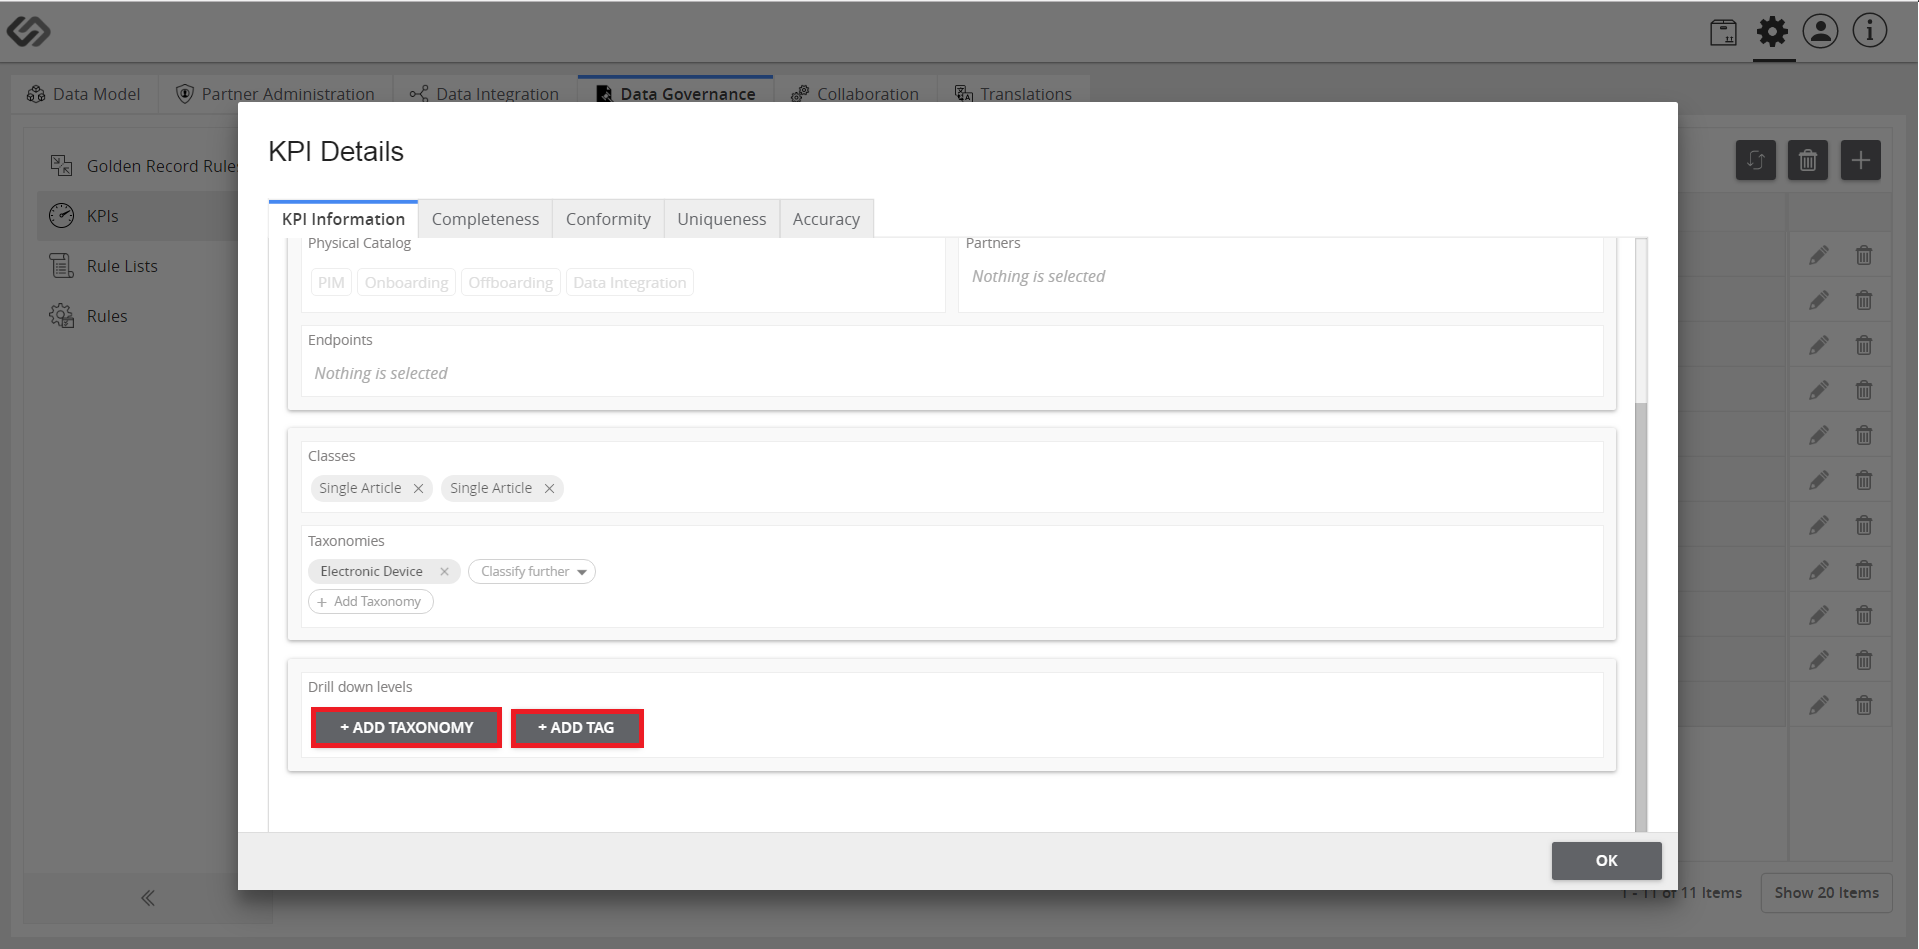 Data Model
Partner Administration
Data Integration
Data Governance
Collaboration
Translations
Golden Record Rules
KPIs
Rule Lists
Rules
KPI Details
KPI Information
Completeness
Conformity
Uniqueness
Accuracy
Physical Catalog
PIM
Onboarding
Offboarding
Data Integration
Partners
Nothing is selected
Endpoints
Nothing is selected
Classes
Single Article
Single Article
Taxonomies
Electronic Device
Classify further
+ Add Taxonomy
Drill down levels
+ ADD TAXONOMY
+ ADD TAG
OK
1 - 11 of 11 Items
Show 20 Items